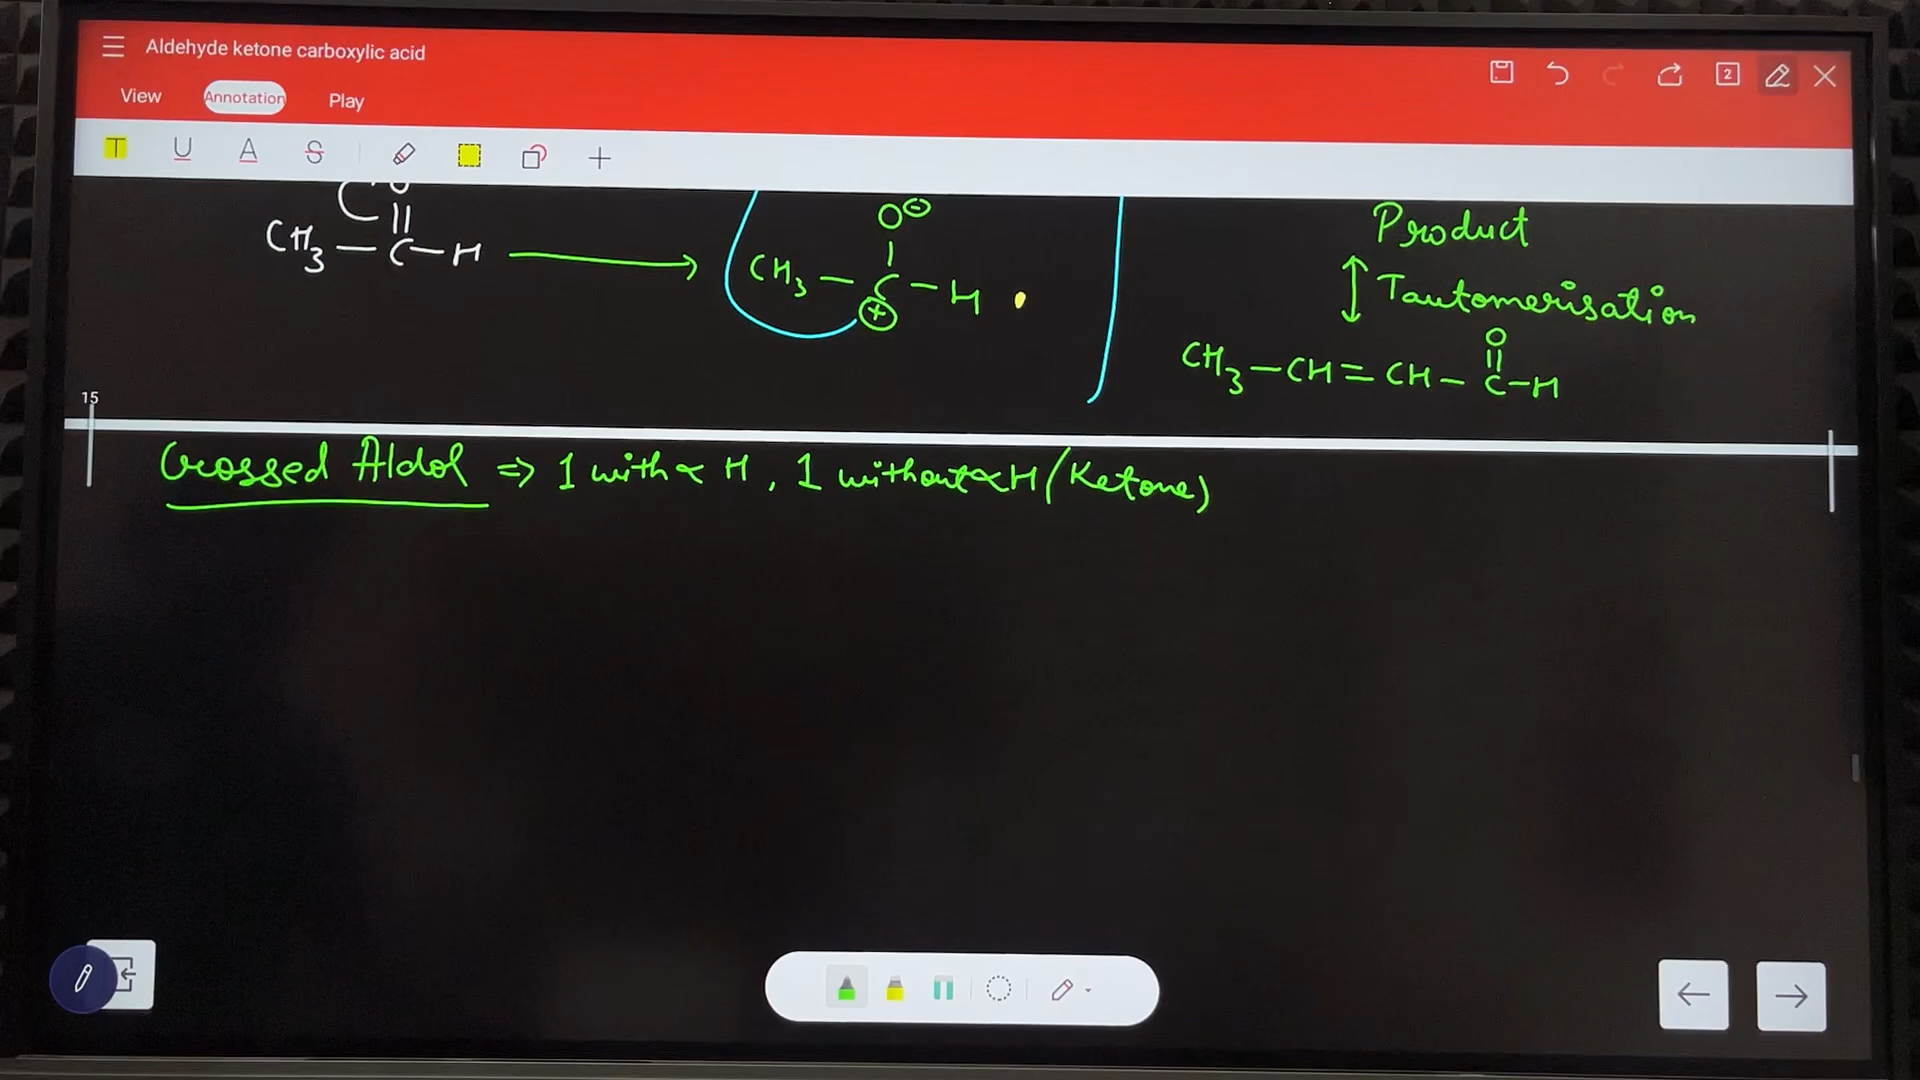 Aldehyde ketone carboxylic acid
2
View Annotation Play
T U A S
O
CH3 — C — H
O⊖
CH3 — C — H
⊕
Product
Tautomerisation
O
CH3 — CH = CH — C — H
15
Crossed Aldol ⇒ 1 with α H, 1 without α H / (Ketone)